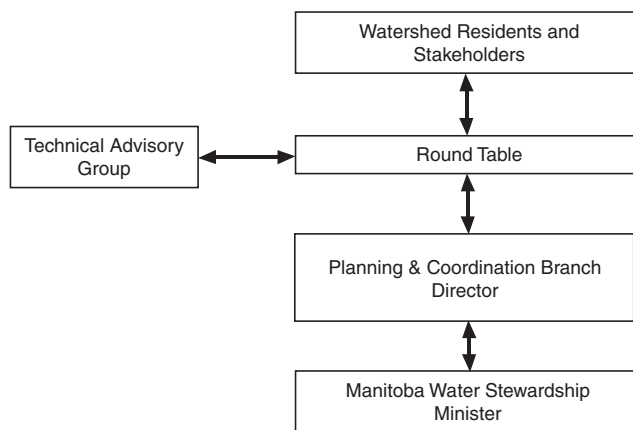 Watershed Residents and
Stakeholders
Technical Advisory
Group
Round Table
Planning & Coordination Branch
Director
Manitoba Water Stewardship
Minister